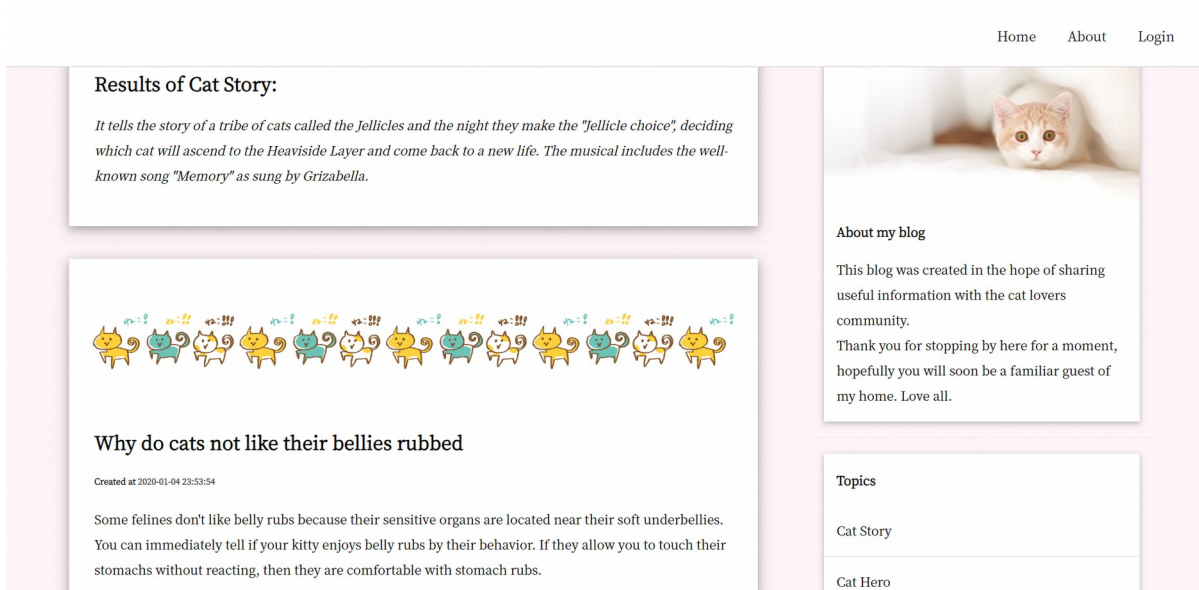 Home About Login
Results of Cat Story:
It tells the story of a tribe of cats called the Jellicles and the night they make the "Jellicle choice", deciding
which cat will ascend to the Heaviside Layer and come back to a new life. The musical includes the well-
known song "Memory" as sung by Grizabella.
Why do cats not like their bellies rubbed
Created at 2020-01-04 23:53:54
Some felines don't like belly rubs because their sensitive organs are located near their soft underbellies.
You can immediately tell if your kitty enjoys belly rubs by their behavior. If they allow you to touch their
stomachs without reacting, then they are comfortable with stomach rubs.
About my blog
This blog was created in the hope of sharing
useful information with the cat lovers
community.
Thank you for stopping by here for a moment,
hopefully you will soon be a familiar guest of
my home. Love all.
Topics
Cat Story
Cat Hero